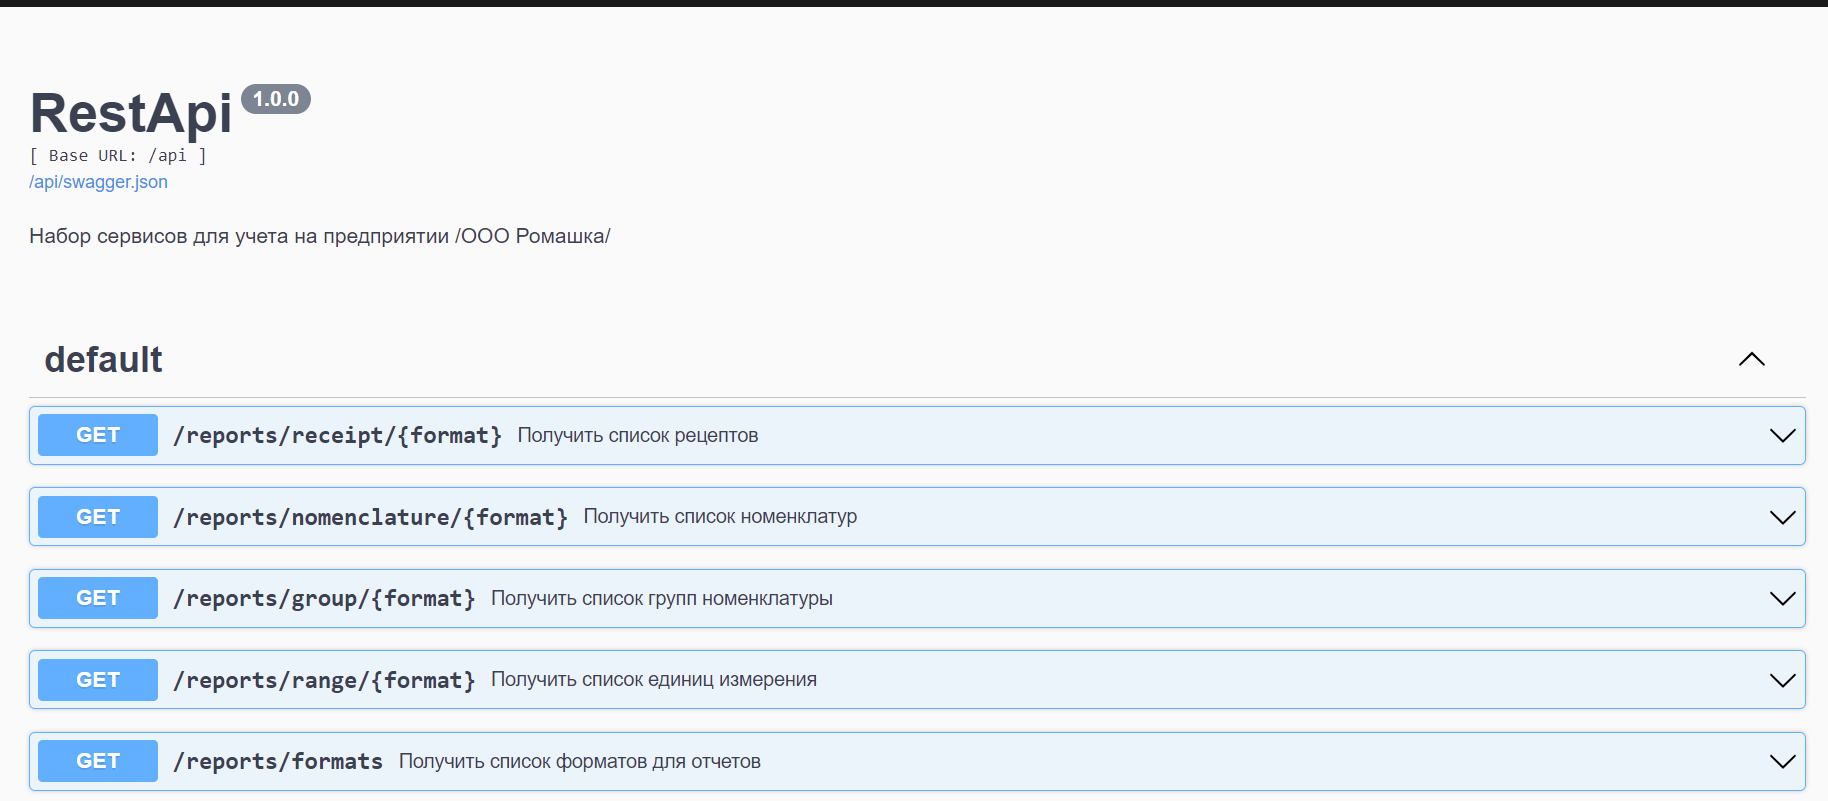 RestApi 1.0.0
[ Base URL: /api ]
/api/swagger.json
Набор сервисов для учета на предприятии /ООО Ромашка/
default
GET /reports/receipt/{format} Получить список рецептов
GET /reports/nomenclature/{format} Получить список номенклатур
GET /reports/group/{format} Получить список групп номенклатуры
GET /reports/range/{format} Получить список единиц измерения
GET /reports/formats Получить список форматов для отчетов